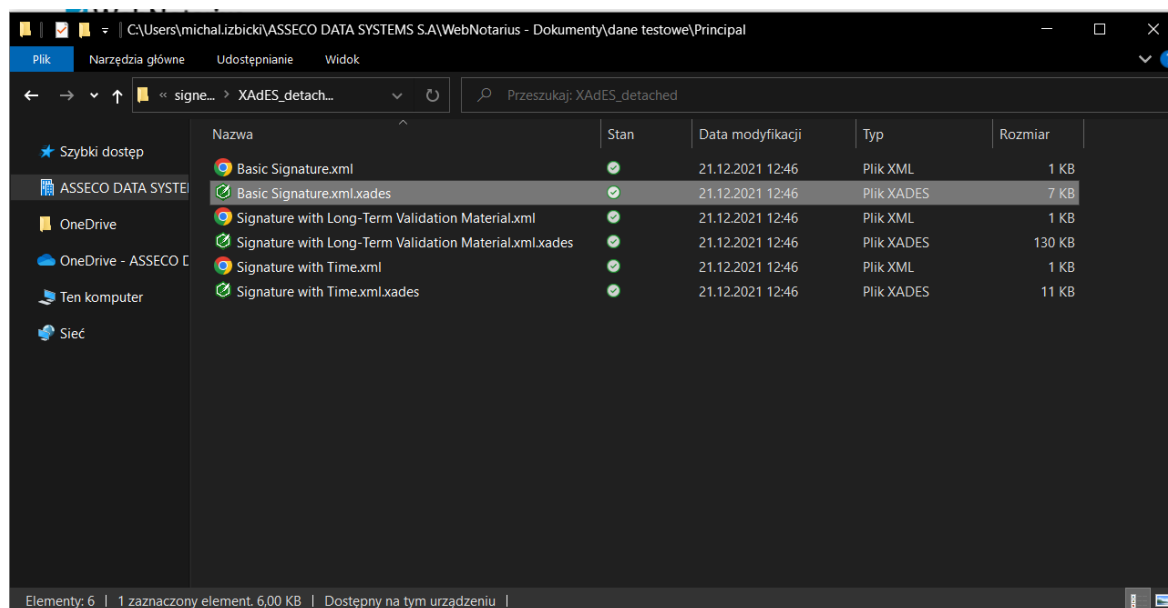 C:\Users\michal.izbicki\ASSECO DATA SYSTEMS S.A\WebNotarius - Dokumenty\dane testowe\Principal
Plik Narzędzia główne Udostępnianie Widok
« signe... > XAdES_detach... Przeszukaj: XAdES_detached
Nazwa Stan Data modyfikacji Typ Rozmiar
Szybki dostęp
ASSECO DATA SYSTE
OneDrive
OneDrive - ASSECO D
Ten komputer
Sieć
Basic Signature.xml 21.12.2021 12:46 Plik XML 1 KB
Basic Signature.xml.xades 21.12.2021 12:46 Plik XADES 7 KB
Signature with Long-Term Validation Material.xml 21.12.2021 12:46 Plik XML 1 KB
Signature with Long-Term Validation Material.xml.xades 21.12.2021 12:46 Plik XADES 130 KB
Signature with Time.xml 21.12.2021 12:46 Plik XML 1 KB
Signature with Time.xml.xades 21.12.2021 12:46 Plik XADES 11 KB
Elementy: 6 | 1 zaznaczony element. 6,00 KB | Dostępny na tym urządzeniu |